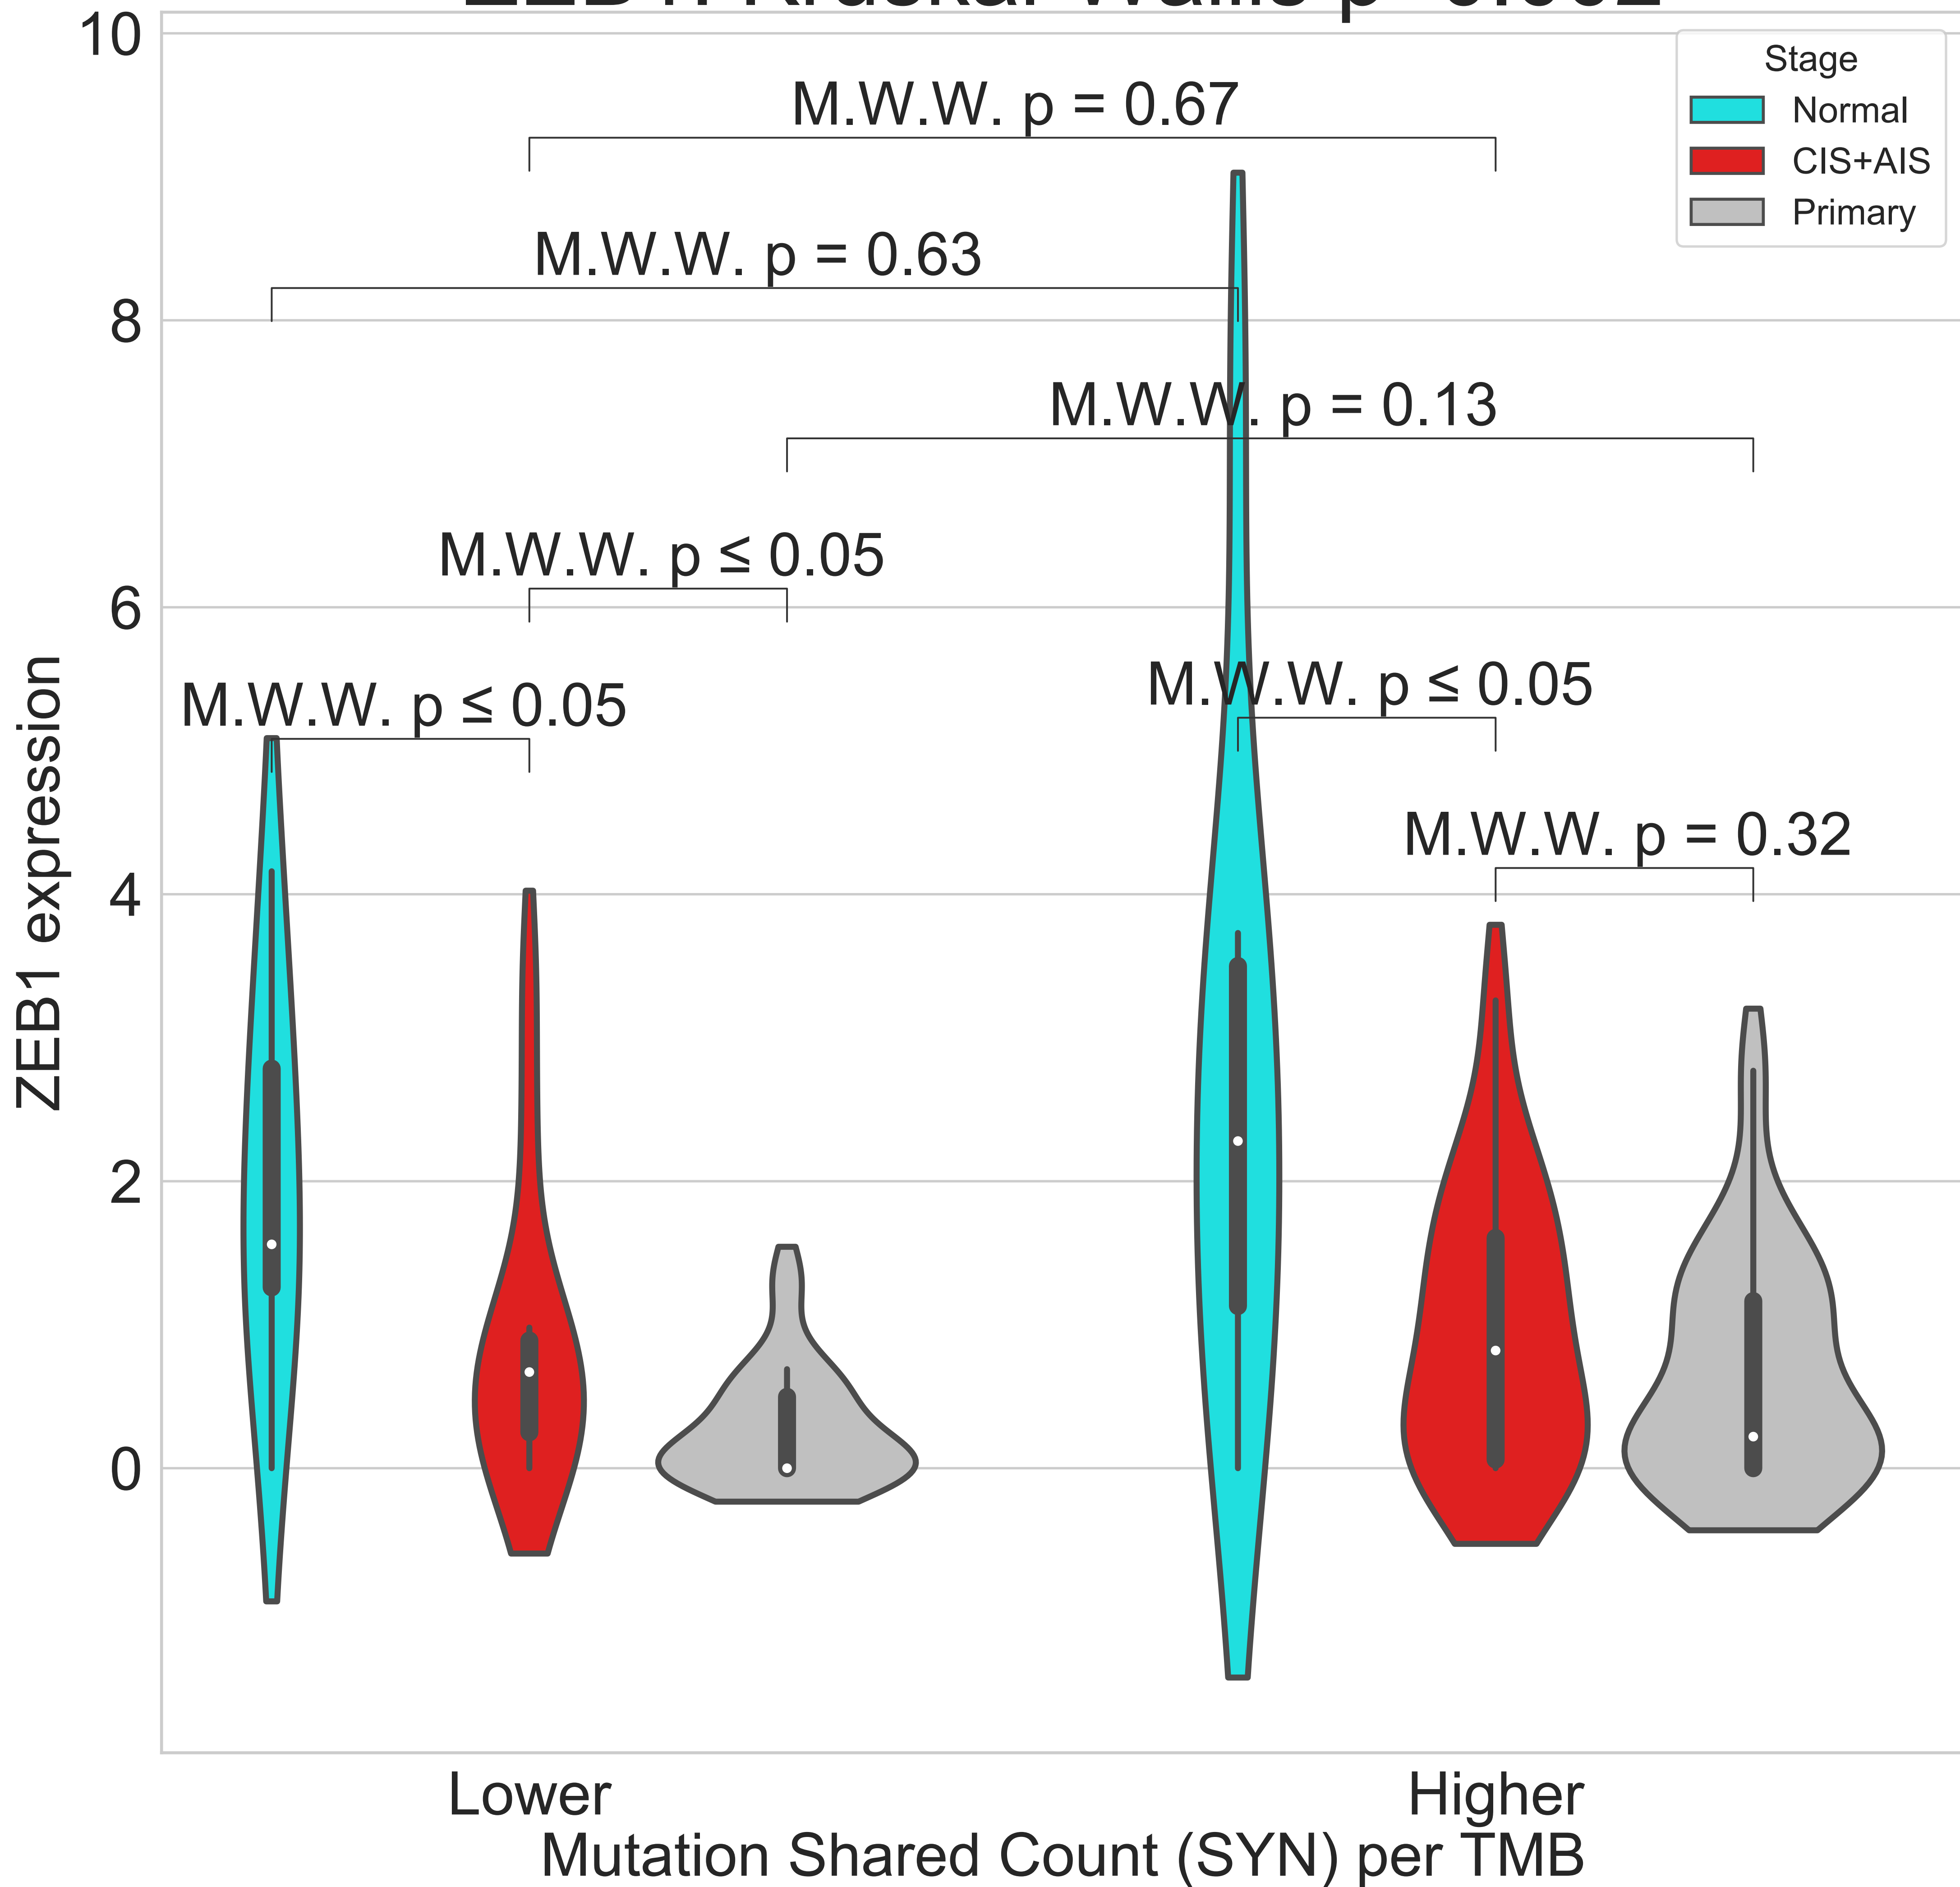 10
M.W.W. p = 0.67
Stage
Normal
CIS+AIS
Primary
M.W.W. p = 0.63
8
M.W.W. p = 0.13
M.W.W. p ≤ 0.05
6
M.W.W. p ≤ 0.05
M.W.W. p ≤ 0.05
M.W.W. p = 0.32
4
ZEB1 expression
2
0
Lower
Higher
Mutation Shared Count (SYN) per TMB